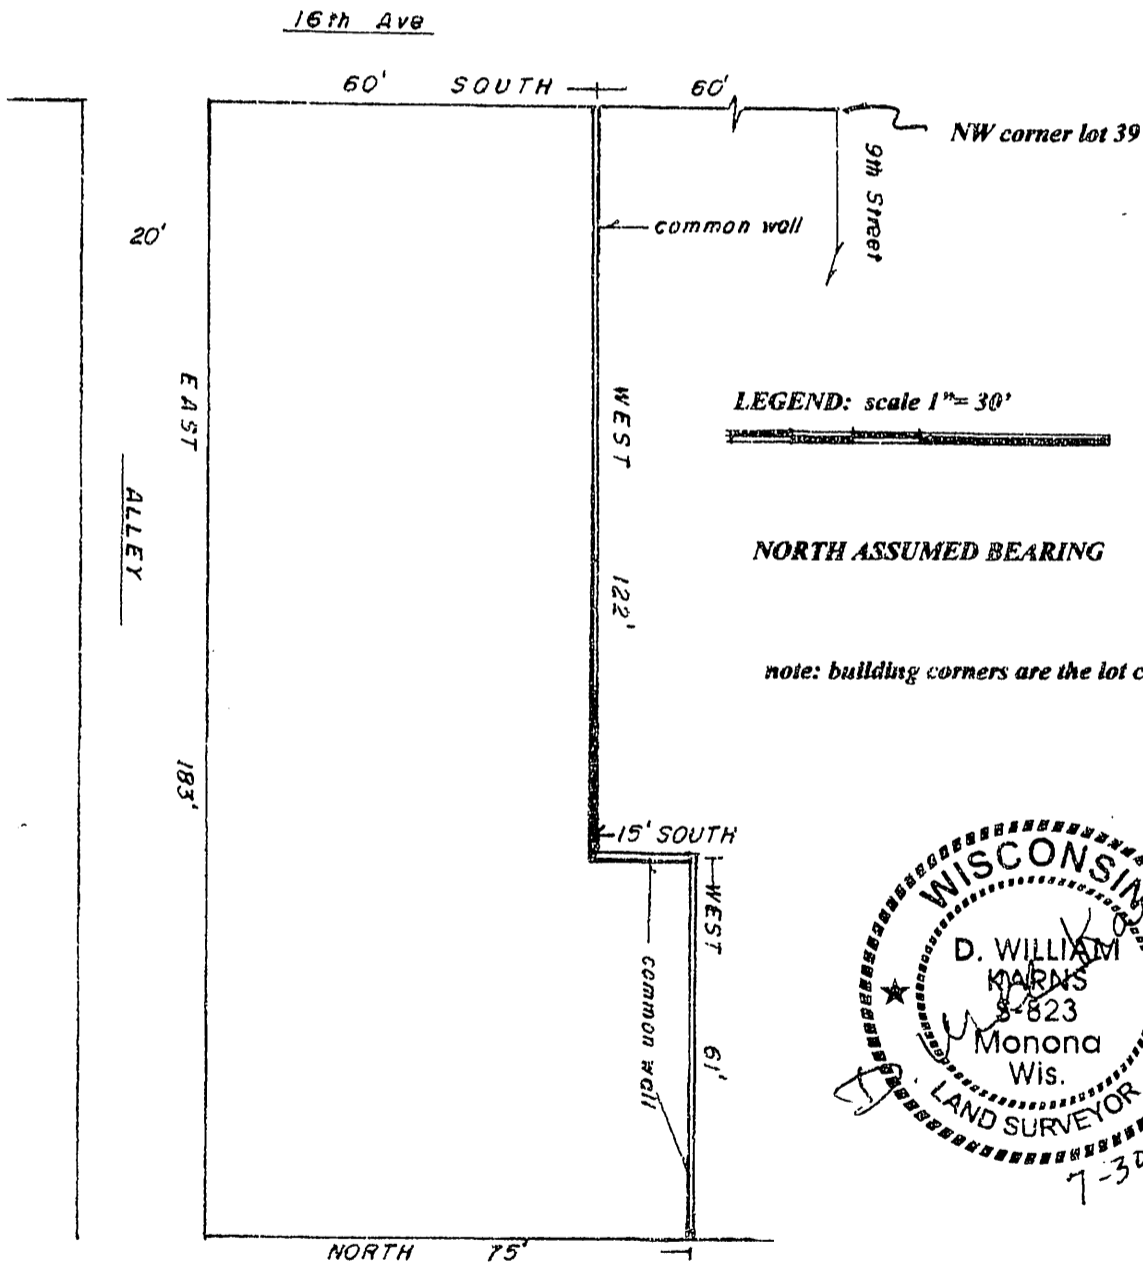 16th Ave
60' SOUTH 60'
NW corner lot 39
9th Street
common wall
20'
EAST
WEST
LEGEND: scale 1"= 30'
ALLEY
NORTH ASSUMED BEARING
122'
note: building corners are the lot c
183'
15' SOUTH
WEST
common wall
61'
WISCONSIN
D. WILLIAM
KARNS
S-823
Monona
Wis.
LAND SURVEYOR
7-30
NORTH 75'